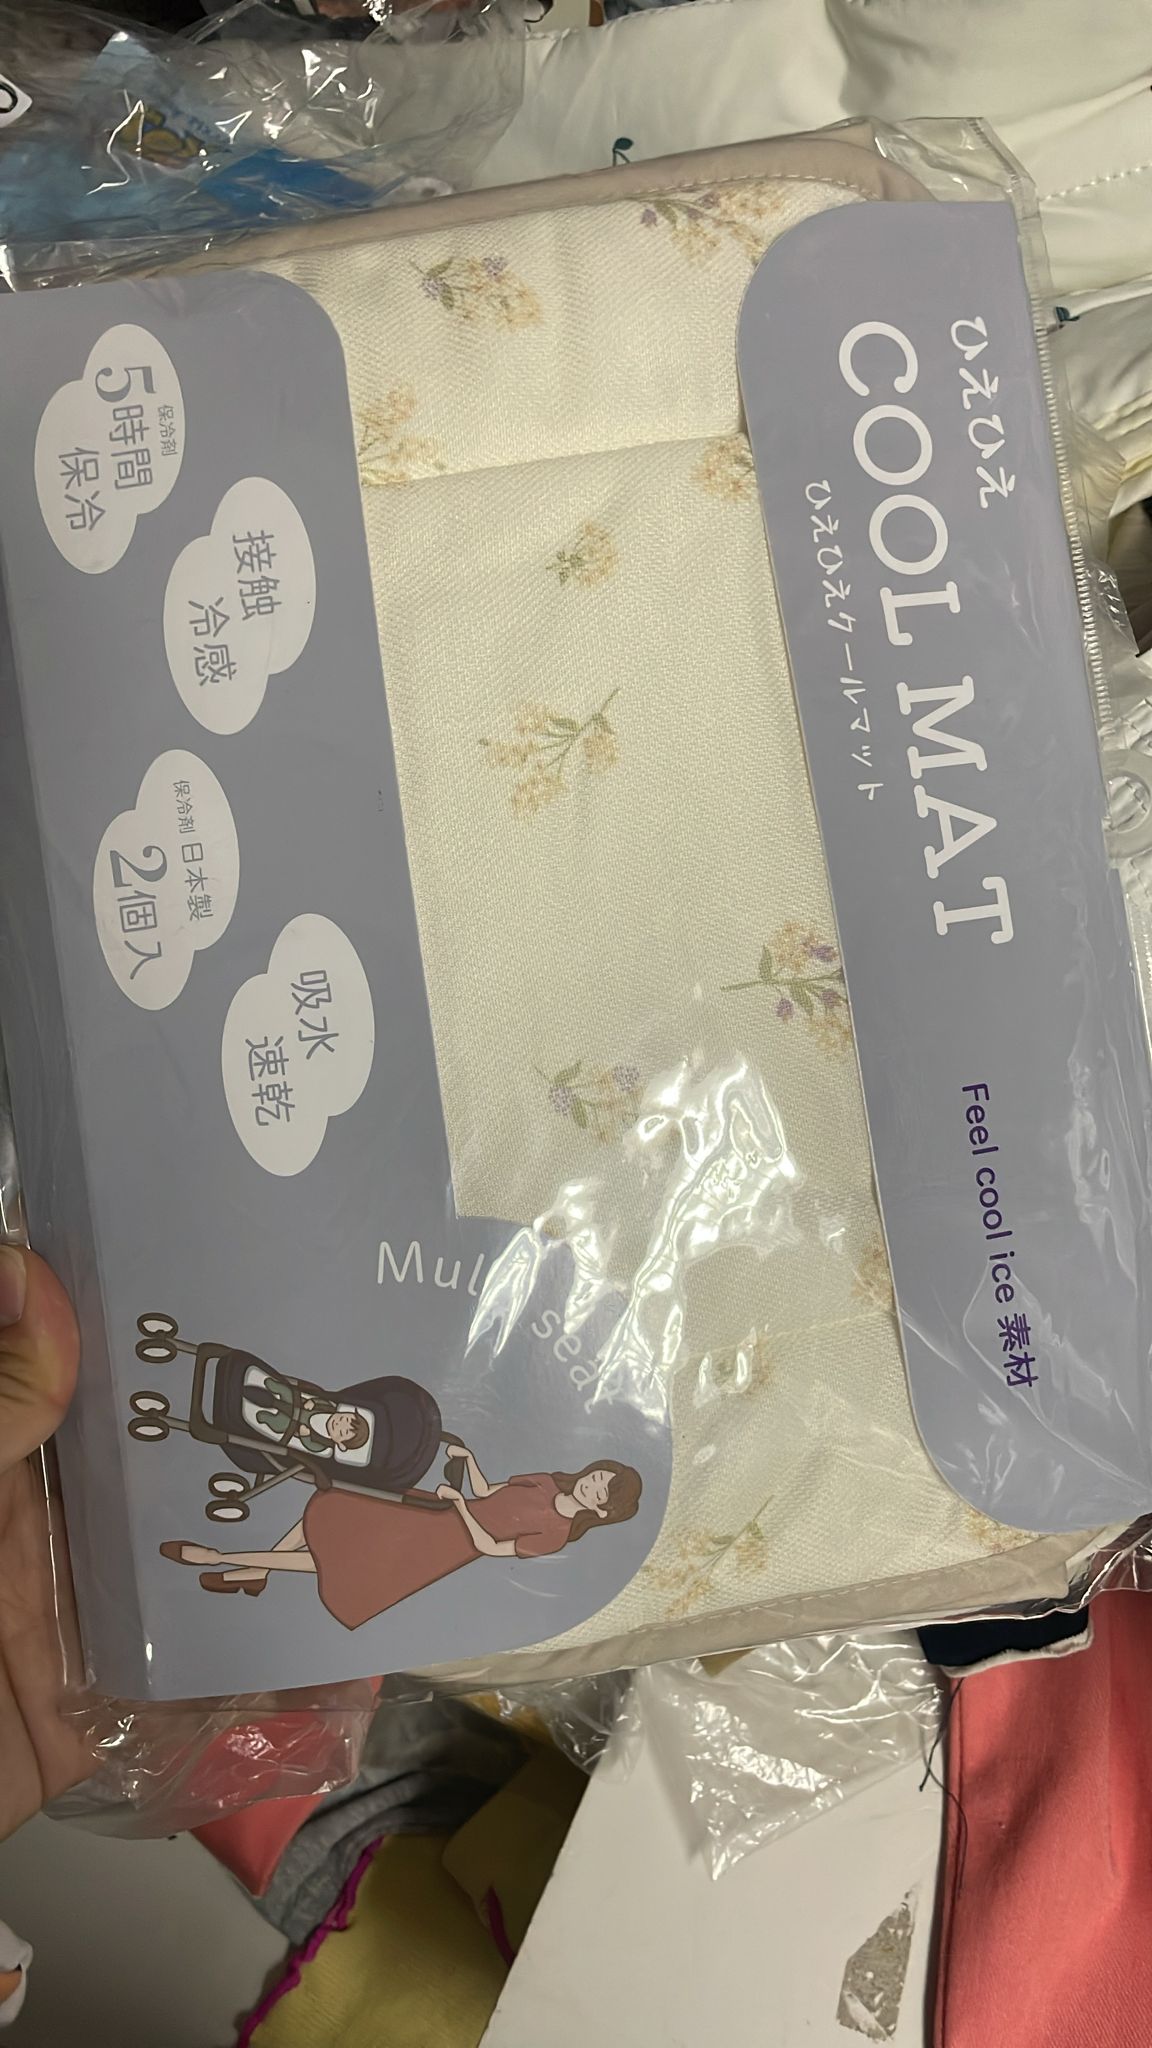 ひえひえ
COOL MAT
ひえひえクールマット
Feel cool ice 素材
保冷剤
5時間
保冷
接触
冷感
保冷剤 日本製
2個入
吸水
速乾
seat